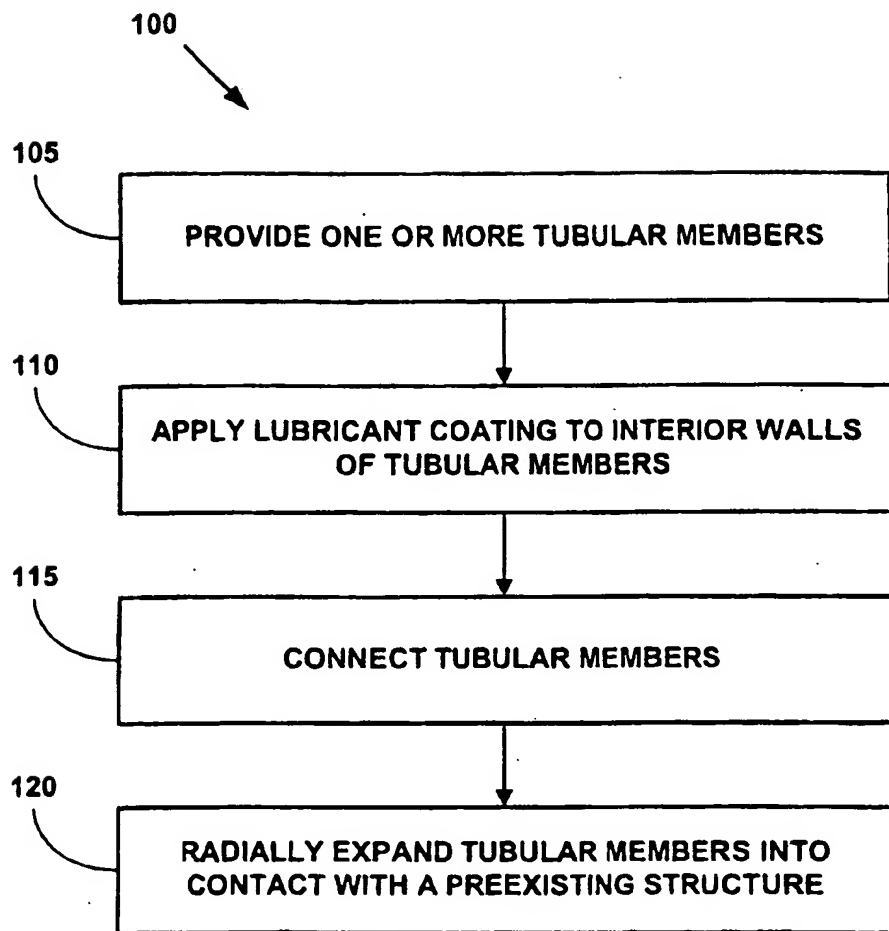 100
105
PROVIDE ONE OR MORE TUBULAR MEMBERS
110
APPLY LUBRICANT COATING TO INTERIOR WALLS
OF TUBULAR MEMBERS
115
CONNECT TUBULAR MEMBERS
120
RADIALLY EXPAND TUBULAR MEMBERS INTO
CONTACT WITH A PREEXISTING STRUCTURE